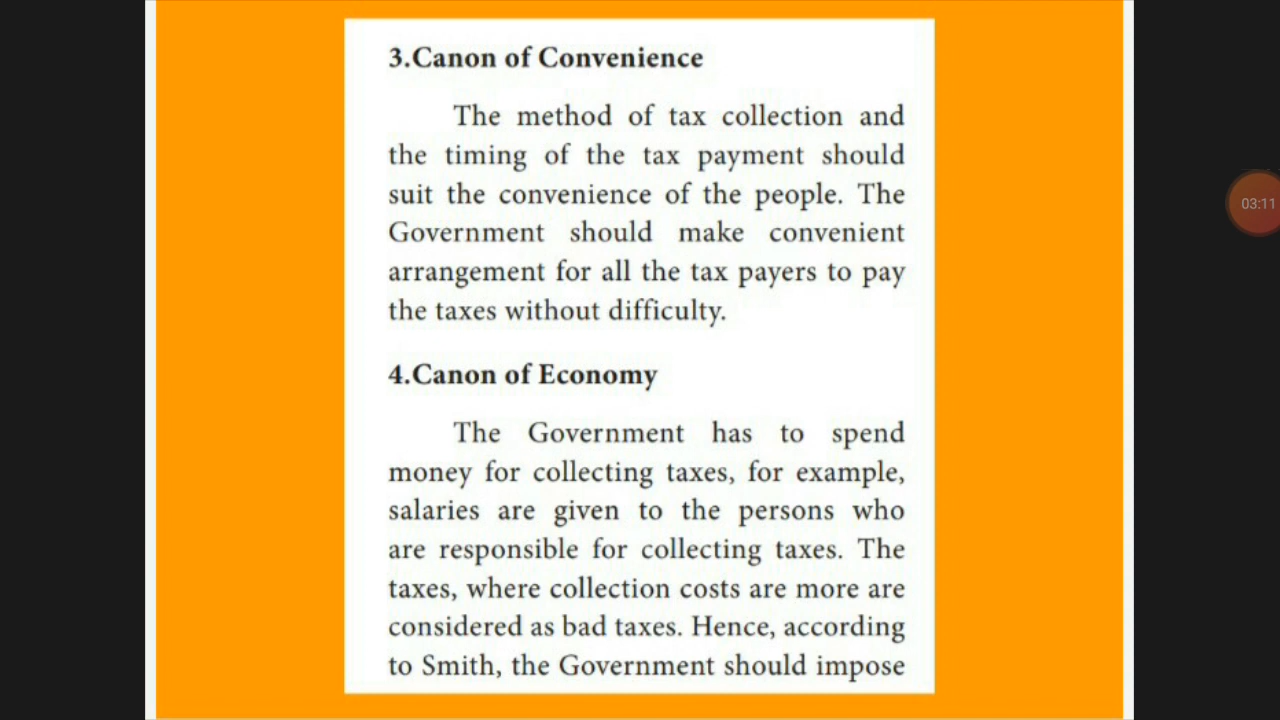 3.Canon of Convenience
The method of tax collection and
the timing of the tax payment should
suit the convenience of the people. The
Government should make convenient
arrangement for all the tax payers to pay
the taxes without difficulty.
4.Canon of Economy
The Government has to spend
money for collecting taxes, for example,
salaries are given to the persons who
are responsible for collecting taxes. The
taxes, where collection costs are more are
considered as bad taxes. Hence, according
to Smith, the Government should impose
03:11